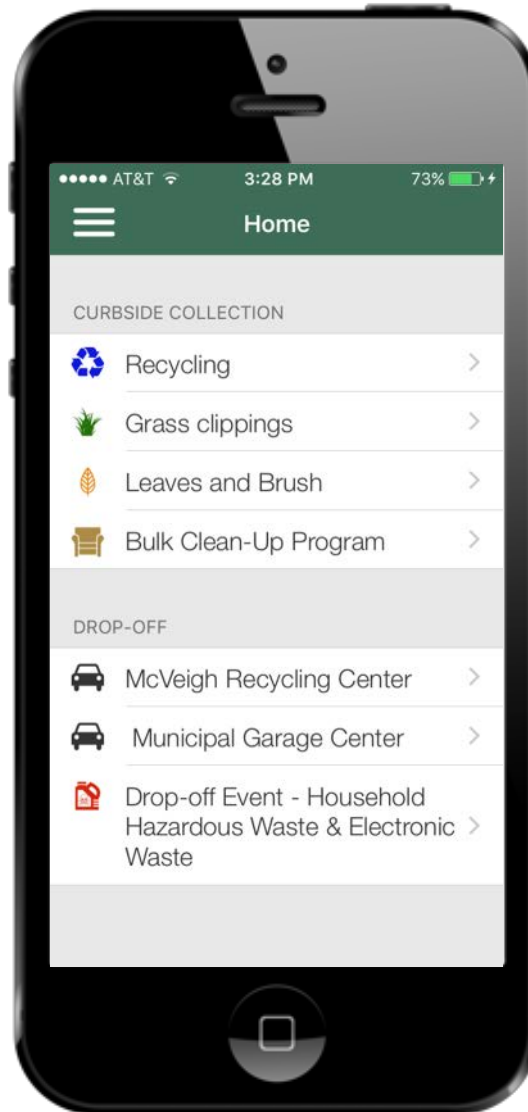 AT&T 3:28 PM 73%
Home
CURBSIDE COLLECTION
Recycling
Grass clippings
Leaves and Brush
Bulk Clean-Up Program
DROP-OFF
McVeigh Recycling Center
Municipal Garage Center
Drop-off Event - Household
Hazardous Waste & Electronic
Waste